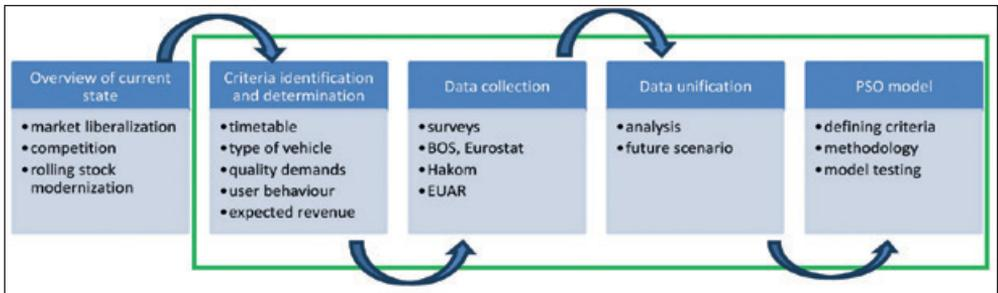 Overview of current
state
• market liberalization
• competition
• rolling stock
modernization
Criteria identification
and determination
• timetable
• type of vehicle
• quality demands
• user behaviour
• expected revenue
Data collection
• surveys
• BOS, Eurostat
• Hakom
• EUAR
Data unification
• analysis
• future scenario
PSO model
• defining criteria
• methodology
• model testing